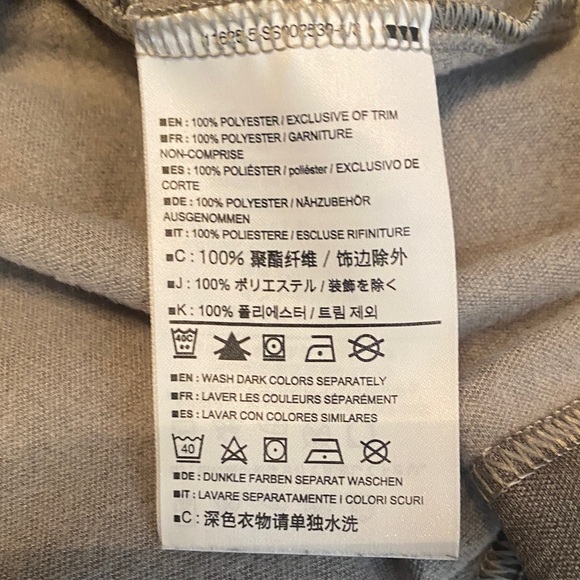 ■EN : 100% POLYESTER / EXCLUSIVE OF TRIM
■FR : 100% POLYESTER / GARNITURE
NON-COMPRISE
■ES : 100% POLIÉSTER / poliéster / EXCLUSIVO DE
CORTE
■DE : 100% POLYESTER / NÄHZUBEHÖR
AUSGENOMMEN
■IT : 100% POLIESTERE / ESCLUSE RIFINITURE
■C : 100% 聚酯纤维 / 饰边除外
■J : 100% ポリエステル / 装飾を除く
■K : 100% 폴리에스터 / 트림 제외
40C
■EN : WASH DARK COLORS SEPARATELY
■FR : LAVER LES COULEURS SÉPARÉMENT
■ES : LAVAR CON COLORES SIMILARES
40
■DE : DUNKLE FARBEN SEPARAT WASCHEN
■IT : LAVARE SEPARATAMENTE I COLORI SCURI
■C : 深色衣物请单独水洗